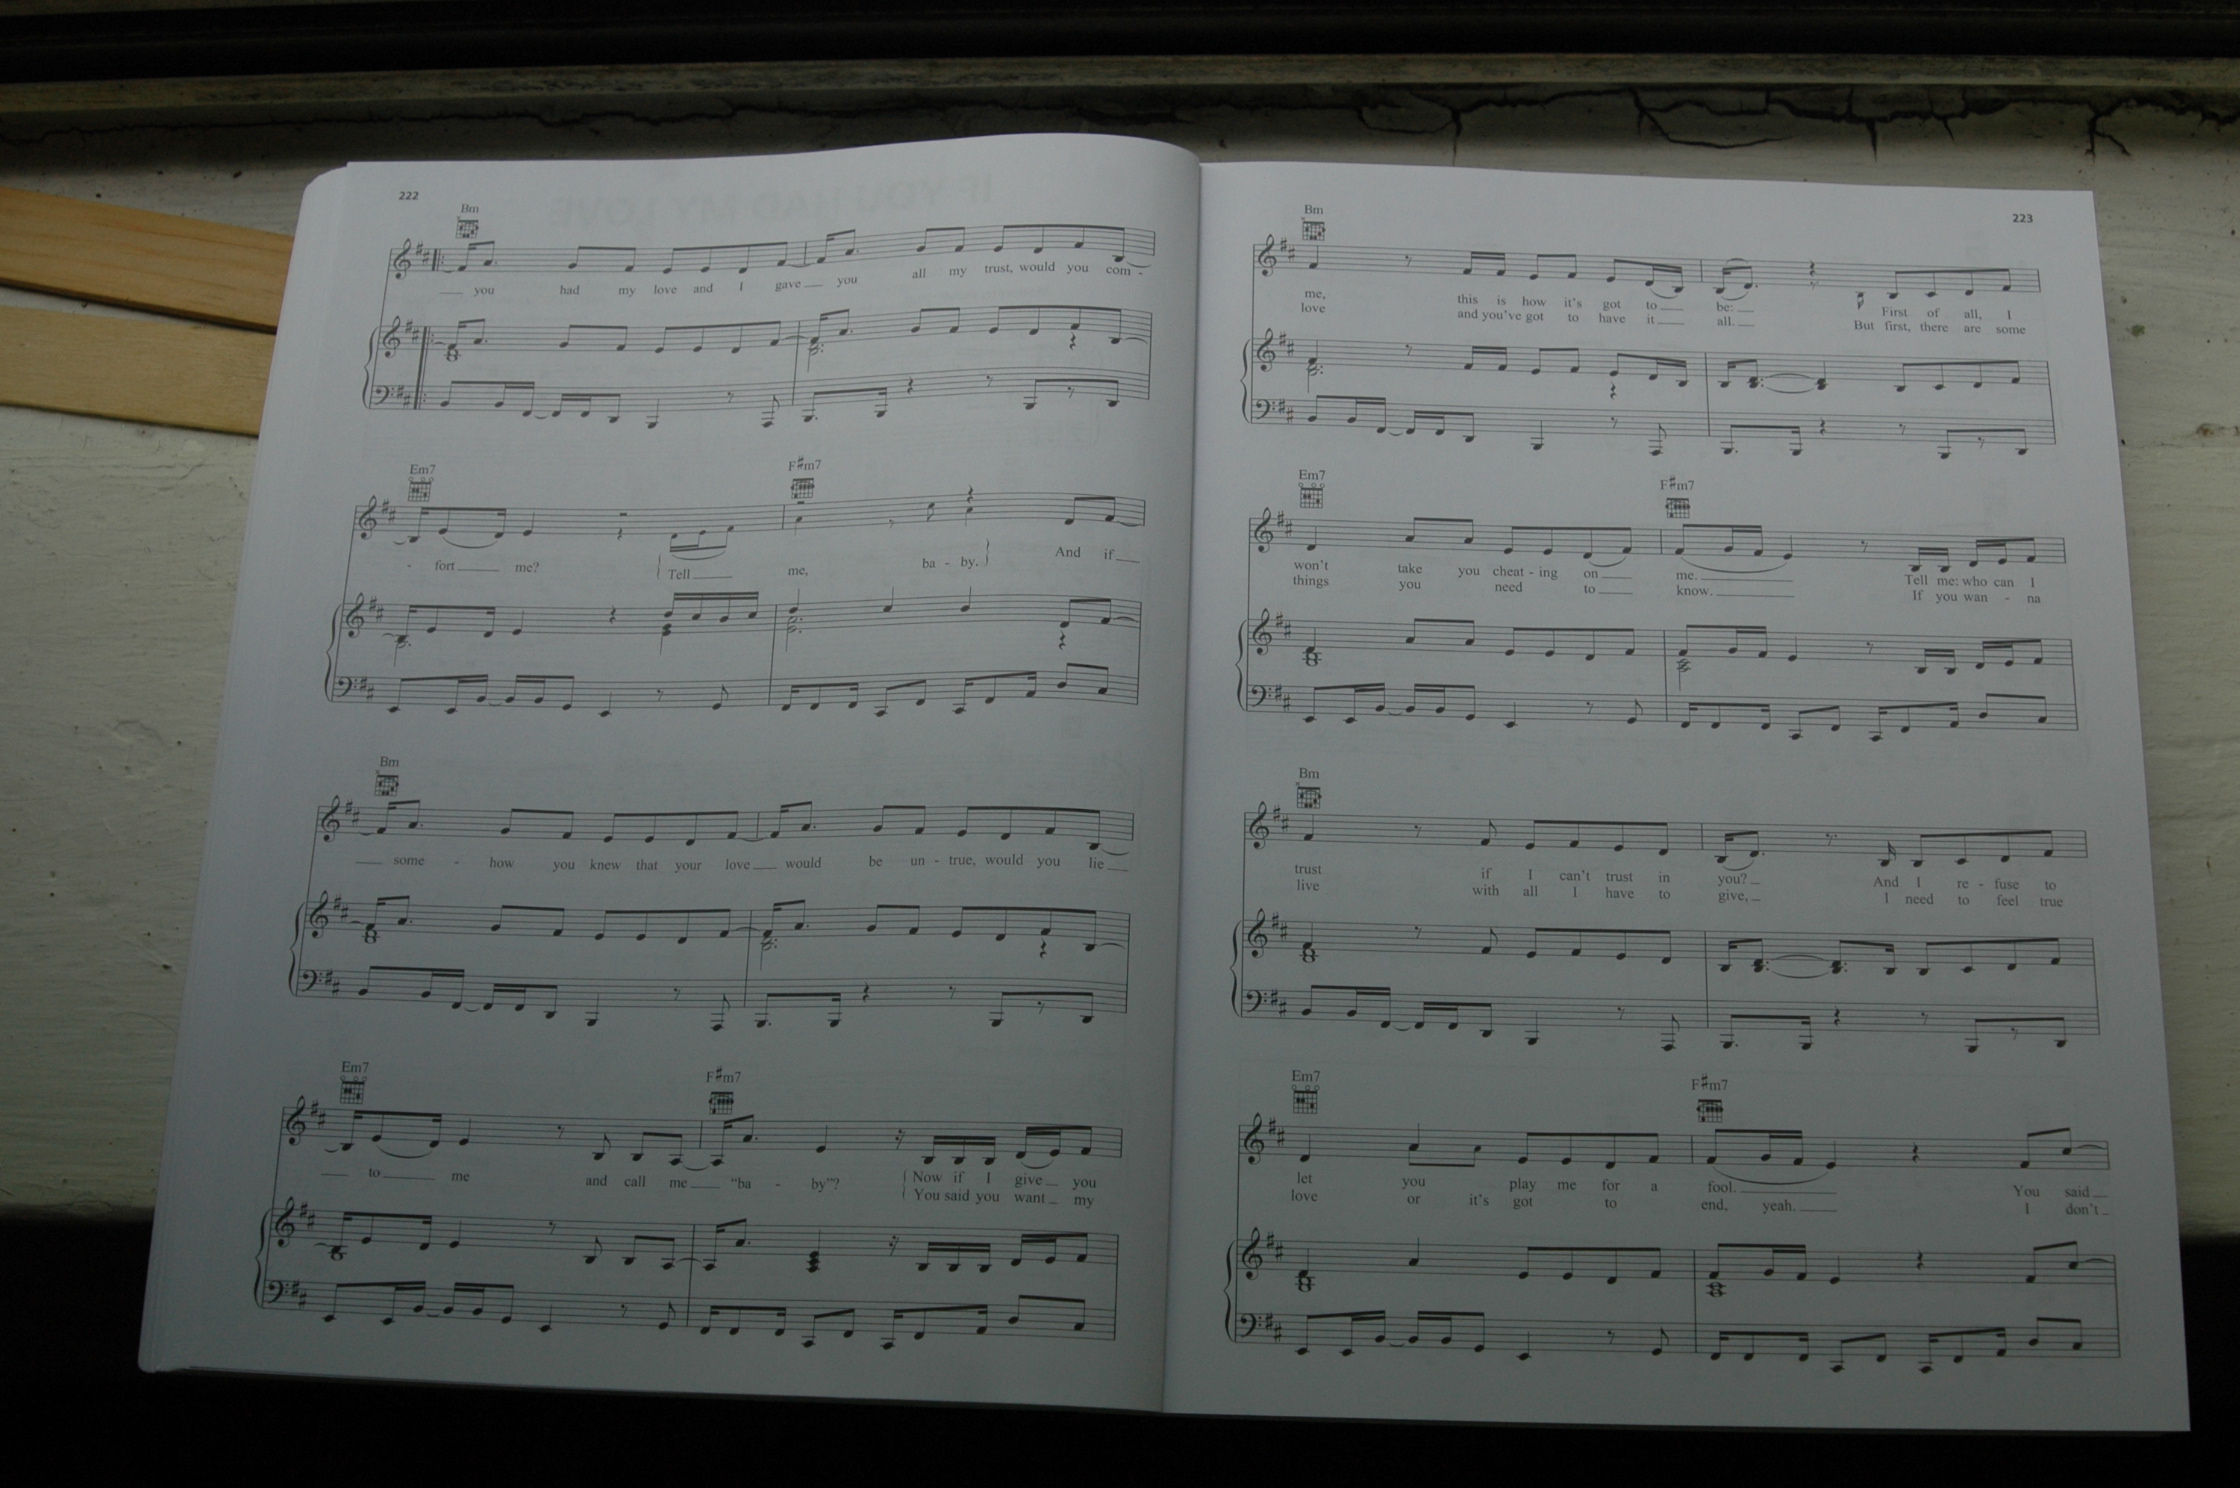 222
IF YOU HAD MY LOVE
Bm
you had my love and I gave you all my trust, would you com -
Em7 F#m7
- fort me? Tell me, ba - by. And if
Bm
some - how you knew that your love would be un - true, would you lie
Em7 F#m7
to me and call me "ba - by"? Now if I give you
You said you want my
223
Bm
me, this is how it's got to be: First of all, I
love and you've got to have it all. But first, there are some
Em7 F#m7
won't take you cheat - ing on me. Tell me: who can I
things you need to know. If you wan - na
Bm
trust if I can't trust in you? And I re - fuse to
live with all I have to give, I need to feel true
Em7 F#m7
let you play me for a fool. You said
love or it's got to end, yeah. I don't